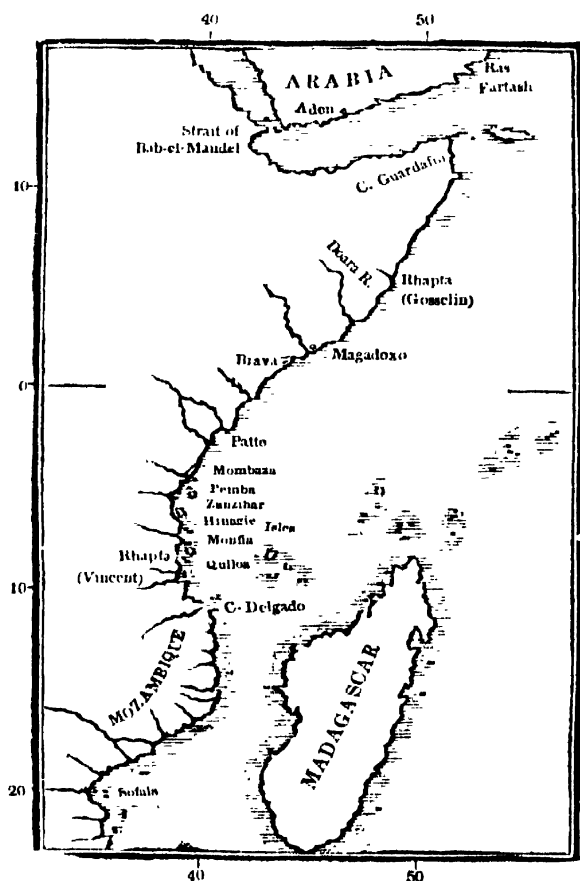 40 50
ARABIA
Ras
Fartash
Aden
Strait of
Bab-el-Mandel
C. Guardafui
10
Doara R.
Rhapta
(Gosselin)
Magadoxo
Brava
0
Patto
Mombaza
Pemba
Zanzibar
Isles
Monfia
Rhapta
(Vincent)
Quiloa
10
C. Delgado
MOZAMBIQUE
MADAGASCAR
20
Sofala
40 50